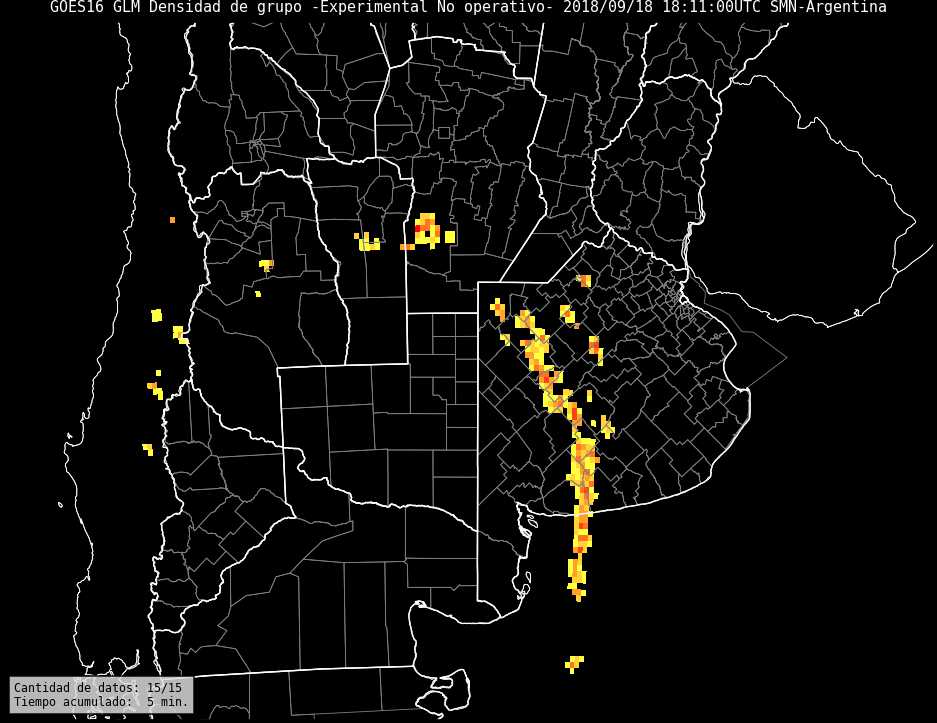 GOES16 GLM Densidad de grupo -Experimental No operativo- 2018/09/18 18:11:00UTC SMN-Argentina
Cantidad de datos: 15/15
Tiempo acumulado:  5 min.